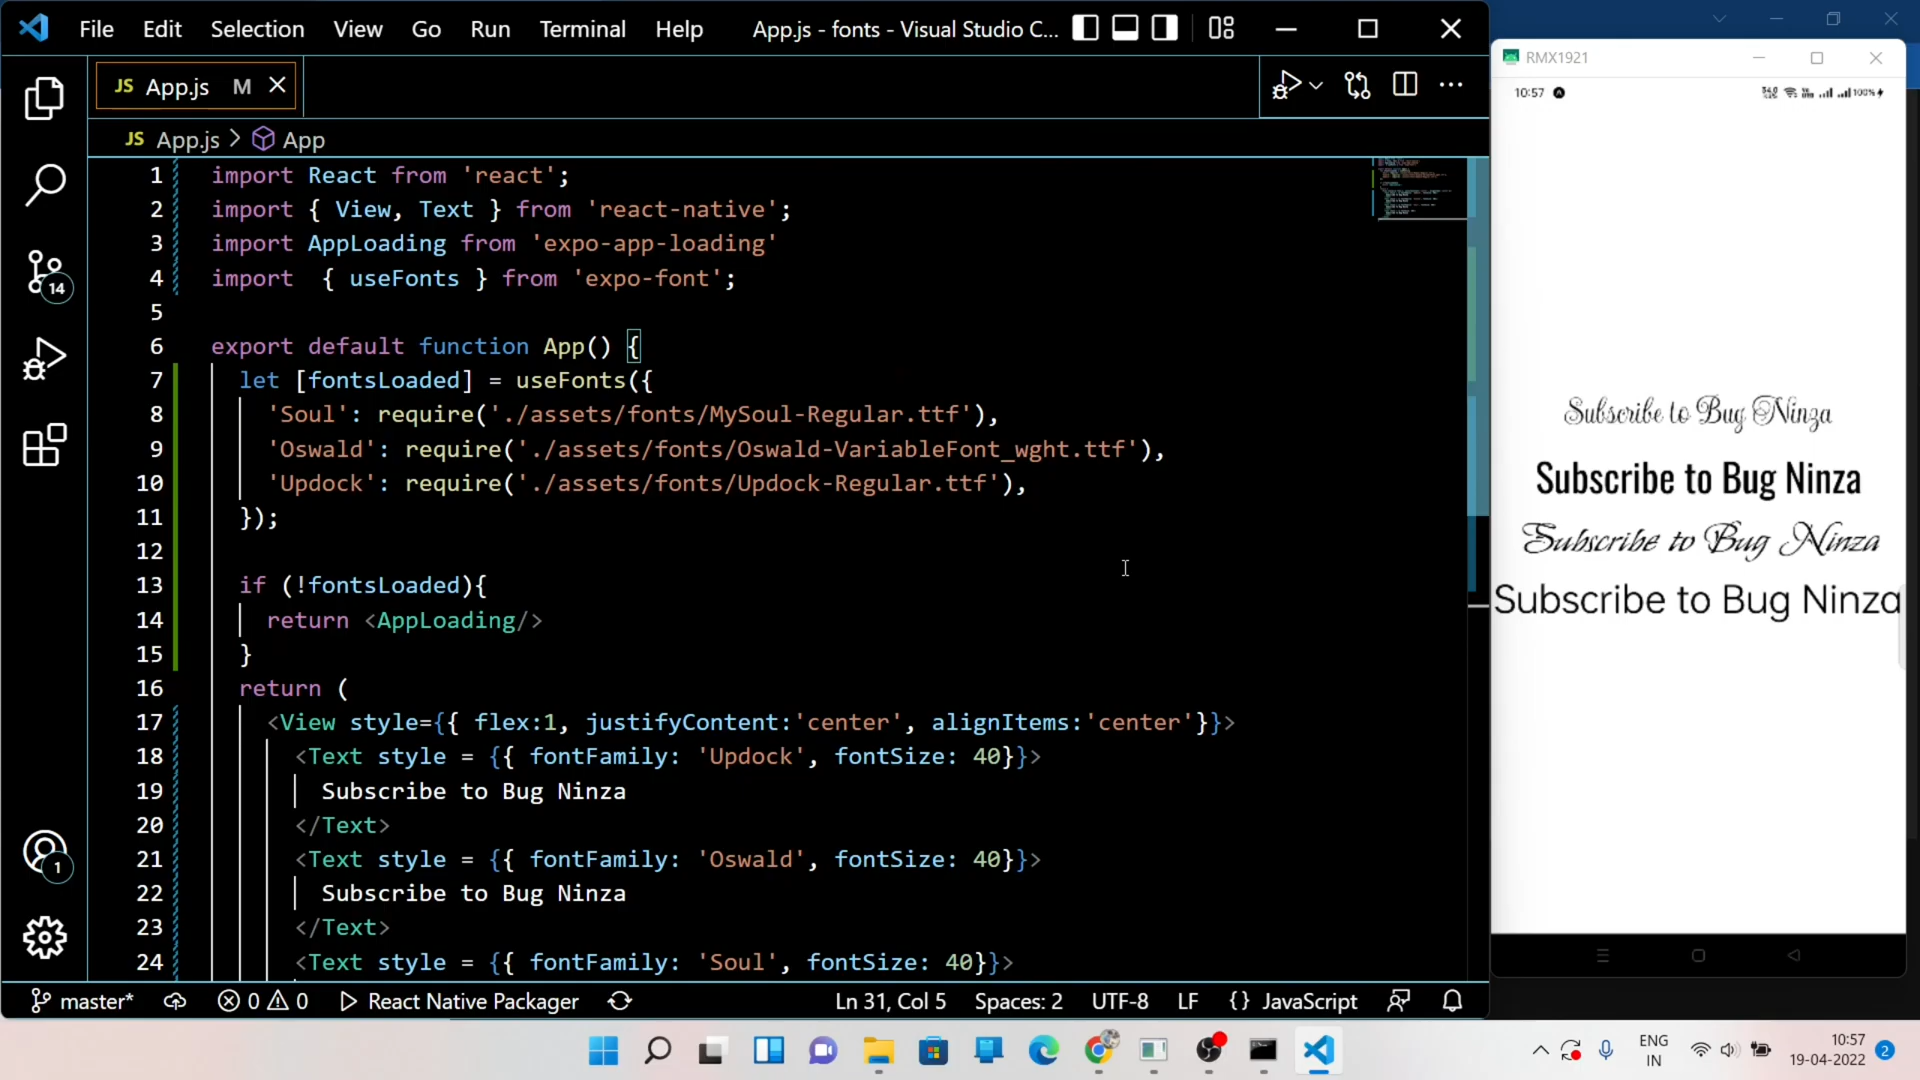 File Edit Selection View Go Run Terminal Help App.js - fonts - Visual Studio C...
JS App.js M
JS App.js > App
1 import React from 'react';
2 import { View, Text } from 'react-native';
3 import AppLoading from 'expo-app-loading'
4 import  { useFonts } from 'expo-font';
5
6 export default function App() {
7 let [fontsLoaded] = useFonts({
8 'Soul': require('./assets/fonts/MySoul-Regular.ttf'),
9 'Oswald': require('./assets/fonts/Oswald-VariableFont_wght.ttf'),
10 'Updock': require('./assets/fonts/Updock-Regular.ttf'),
11 });
12
13 if (!fontsLoaded){
14 return <AppLoading/>
15 }
16 return (
17 <View style={{ flex:1, justifyContent:'center', alignItems:'center'}}>
18 <Text style = {{ fontFamily: 'Updock', fontSize: 40}}>
19 Subscribe to Bug Ninza
20 </Text>
21 <Text style = {{ fontFamily: 'Oswald', fontSize: 40}}>
22 Subscribe to Bug Ninza
23 </Text>
24 <Text style = {{ fontFamily: 'Soul', fontSize: 40}}>
14
1
master* 0 0 React Native Packager Ln 31, Col 5 Spaces: 2 UTF-8 LF {} JavaScript
RMX1921
10:57 100%
Subscribe to Bug Ninza
Subscribe to Bug Ninza
Subscribe to Bug Ninza
Subscribe to Bug Ninza
ENG
IN
10:57
19-04-2022
2